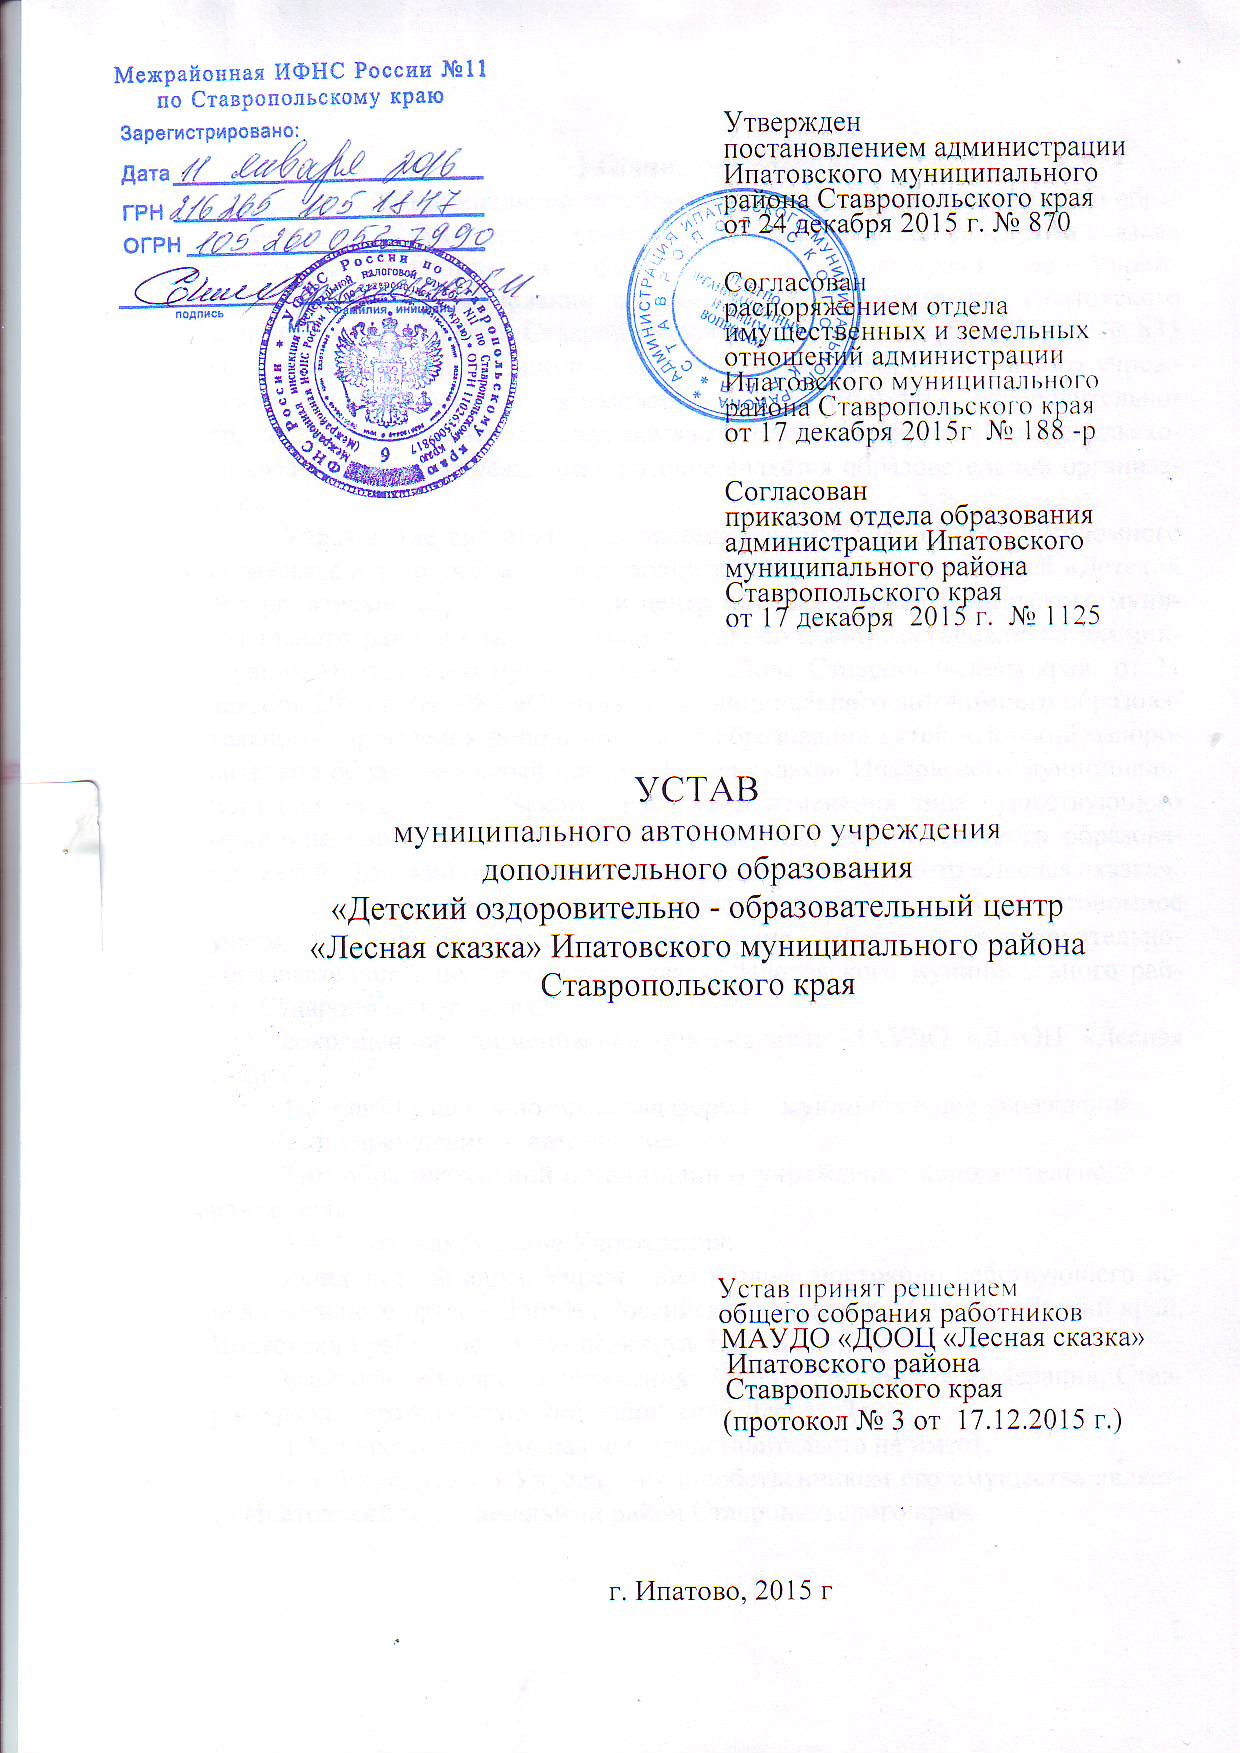 Межрайонная ИФНС России №11
по Ставропольскому краю
Зарегистрировано:
Дата 11 января 2016
ГРН 216265 1051847
ОГРН
подпись
фамилия, инициалы
Утвержден
постановлением администрации
Ипатовского муниципального
района Ставропольского края
от 24 декабря 2015 г. № 870
Согласован
распоряжением отдела
имущественных и земельных
отношений администрации
Ипатовского муниципального
района Ставропольского края
от 17 декабря 2015г № 188 -р
Согласован
приказом отдела образования
администрации Ипатовского
муниципального района
Ставропольского края
от 17 декабря 2015 г. № 1125
УСТАВ
муниципального автономного учреждения
дополнительного образования
«Детский оздоровительно - образовательный центр
«Лесная сказка» Ипатовского муниципального района
Ставропольского края
Устав принят решением
общего собрания работников
МАУДО «ДООЦ «Лесная сказка»
Ипатовского района
Ставропольского края
(протокол № 3 от 17.12.2015 г.)
г. Ипатово, 2015 г